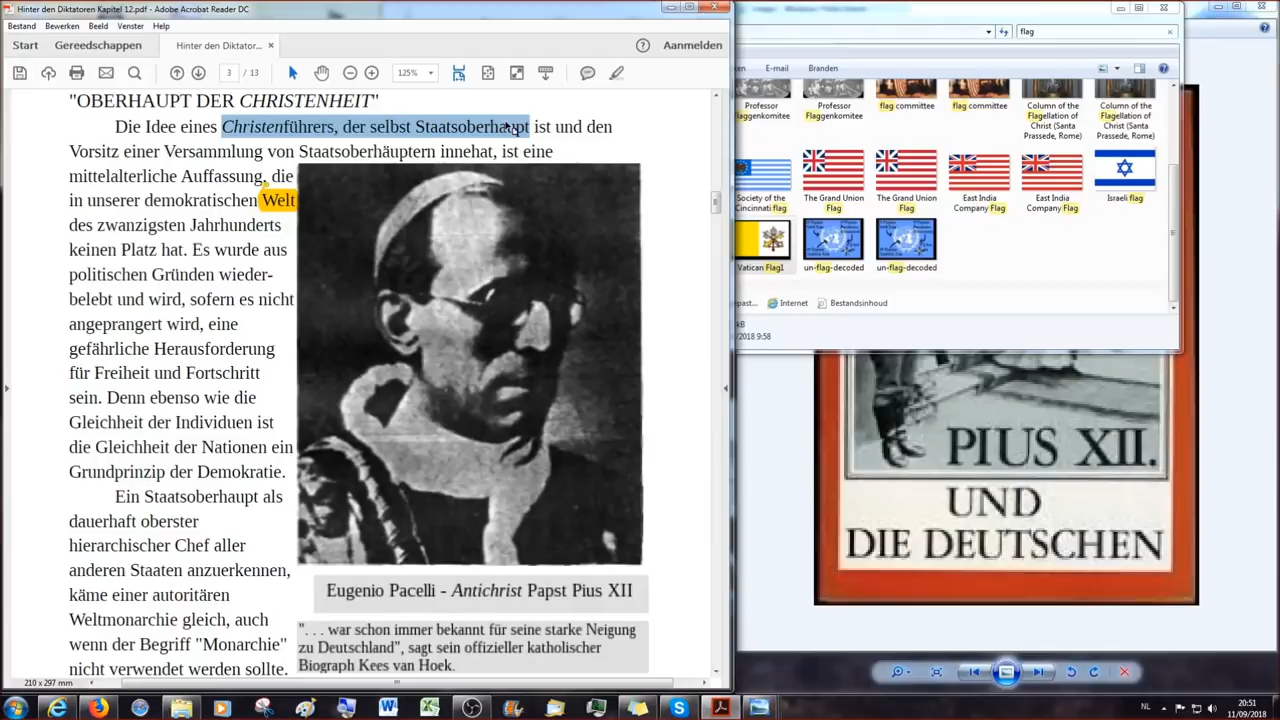 Hinter den Diktatoren Kapitel 12.pdf - Adobe Acrobat Reader DC
Bestand Bewerken Beeld Venster Help
Start Gereedschappen Hinter den Diktator... × Aanmelden
3 / 13 125%
"OBERHAUPT DER CHRISTENHEIT"
Die Idee eines Christenführers, der selbst Staatsoberhaupt ist und den
Vorsitz einer Versammlung von Staatsoberhäuptern innehat, ist eine
mittelalterliche Auffassung, die
in unserer demokratischen Welt
des zwanzigsten Jahrhunderts
keinen Platz hat. Es wurde aus
politischen Gründen wieder-
belebt und wird, sofern es nicht
angeprangert wird, eine
gefährliche Herausforderung
für Freiheit und Fortschritt
sein. Denn ebenso wie die
Gleichheit der Individuen ist
die Gleichheit der Nationen ein
Grundprinzip der Demokratie.
Ein Staatsoberhaupt als
dauerhaft oberster
hierarchischer Chef aller
anderen Staaten anzuerkennen,
käme einer autoritären
Weltmonarchie gleich, auch
wenn der Begriff "Monarchie"
nicht verwendet werden sollte.
Eugenio Pacelli - Antichrist Papst Pius XII
". . . war schon immer bekannt für seine starke Neigung
zu Deutschland", sagt sein offizieller katholischer
Biograph Kees van Hoek.
210 x 297 mm
flag
ken E-mail Branden
Professor
Flaggenkomitee
Professor
Flaggenkomitee
flag committee
flag committee
Column of the
Flagellation of
Christ (Santa
Prassede, Rome)
Column of the
Flagellation of
Christ (Santa
Prassede, Rome)
Society of the
Cincinnati flag
The Grand Union
Flag
The Grand Union
Flag
East India
Company Flag
East India
Company Flag
Israeli flag
Vatican Flag1
un-flag-decoded
un-flag-decoded
epast... Internet Bestandsinhoud
kB
/2018 9:58
PIUS XII.
UND
DIE DEUTSCHEN
NL
20:51
11/09/2018